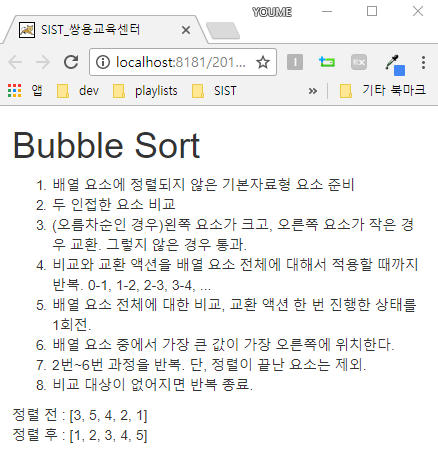 YOUME
SIST_쌍용교육센터
localhost:8181/201...
앱 dev playlists SIST » 기타 북마크
Bubble Sort
1. 배열 요소에 정렬되지 않은 기본자료형 요소 준비
2. 두 인접한 요소 비교
3. (오름차순인 경우)왼쪽 요소가 크고, 오른쪽 요소가 작은 경
우 교환. 그렇지 않은 경우 통과.
4. 비교와 교환 액션을 배열 요소 전체에 대해서 적용할 때까지
반복. 0-1, 1-2, 2-3, 3-4, ...
5. 배열 요소 전체에 대한 비교, 교환 액션 한 번 진행한 상태를
1회전.
6. 배열 요소 중에서 가장 큰 값이 가장 오른쪽에 위치한다.
7. 2번~6번 과정을 반복. 단, 정렬이 끝난 요소는 제외.
8. 비교 대상이 없어지면 반복 종료.
정렬 전 : [3, 5, 4, 2, 1]
정렬 후 : [1, 2, 3, 4, 5]